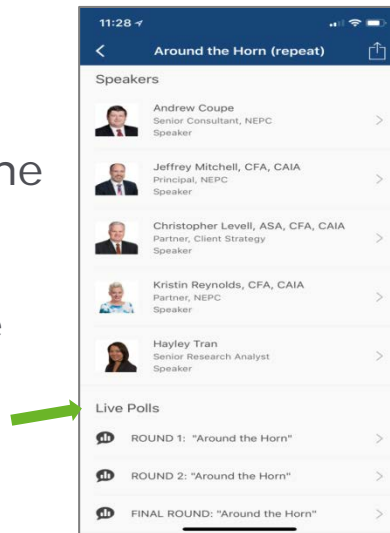 11:28
Around the Horn (repeat)
Speakers
Andrew Coupe
Senior Consultant, NEPC
Speaker
Jeffrey Mitchell, CFA, CAIA
Principal, NEPC
Speaker
Christopher Levell, ASA, CFA, CAIA
Partner, Client Strategy
Speaker
Kristin Reynolds, CFA, CAIA
Partner, NEPC
Speaker
Hayley Tran
Senior Research Analyst
Speaker
Live Polls
ROUND 1: "Around the Horn"
ROUND 2: "Around the Horn"
FINAL ROUND: "Around the Horn"